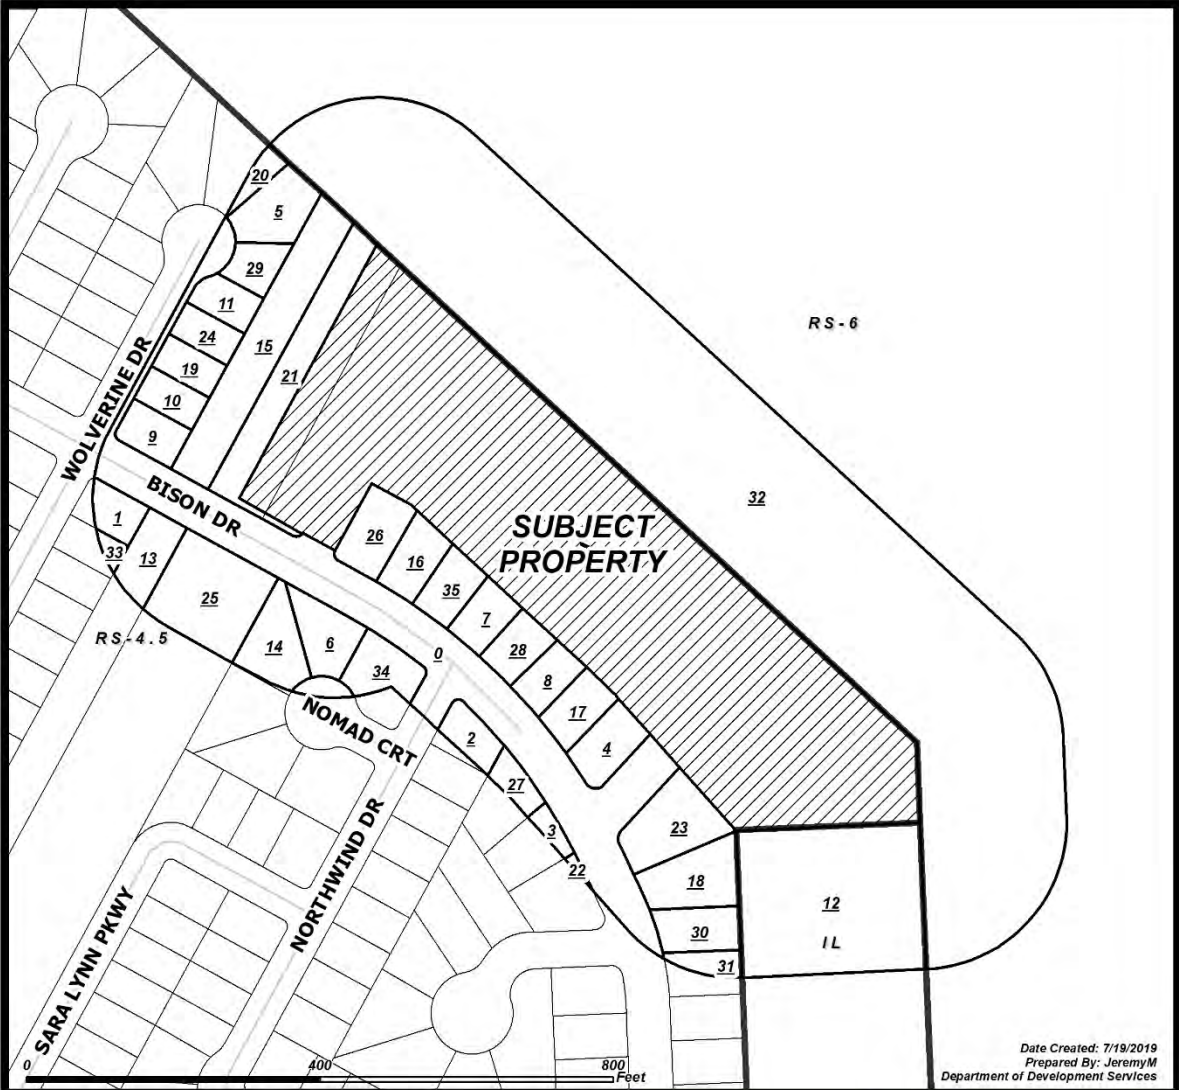 20
5
29
RS-6
11
24
15
WOLVERINE DR
19
21
10
9
BISON DR
32
SUBJECT
PROPERTY
1
26
33
13
16
35
25
7
RS-4.5
14
6
28
0
34
8
17
NOMAD CRT
2
4
27
3
23
22
18
12
NORTHWIND DR
30
IL
SARA LYNN PKWY
31
0
400
800
Feet
Date Created: 7/19/2019
Prepared By: JeremyM
Department of Development Services